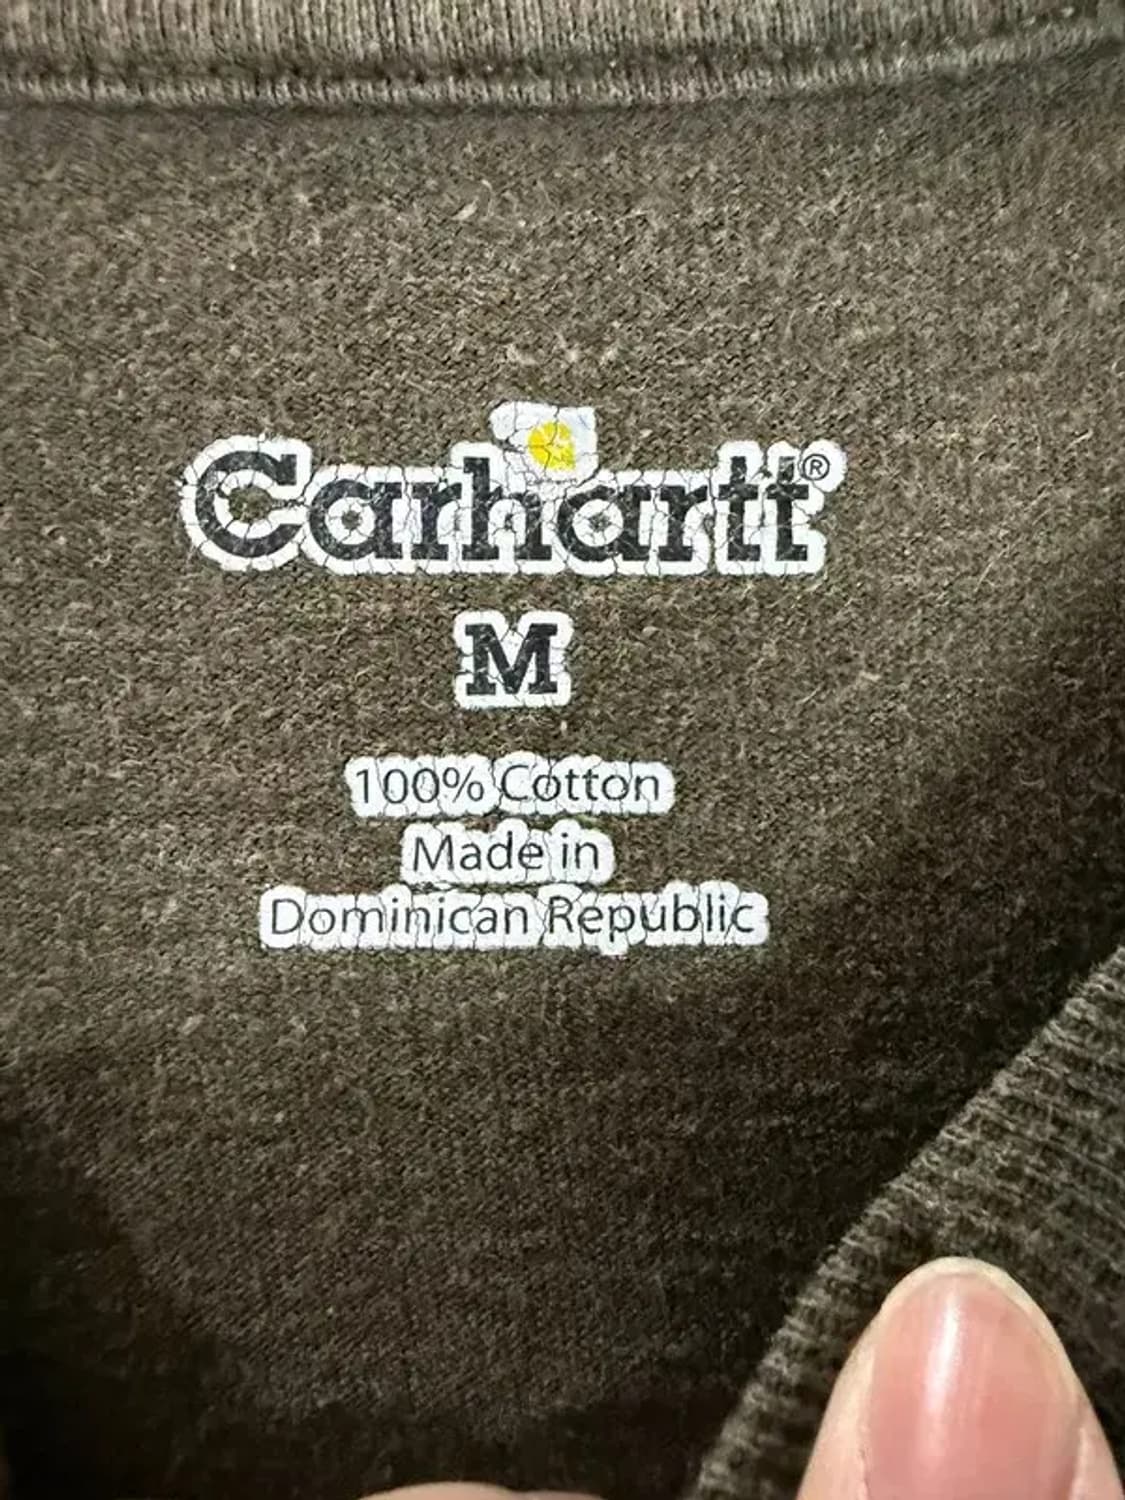 Carhartt®
M
100% Cotton
Made in
Dominican Republic